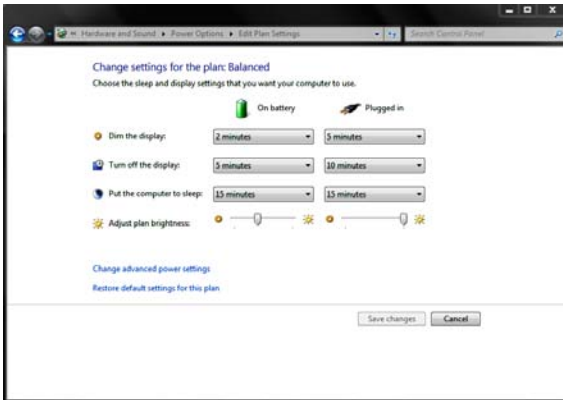 Hardware and Sound ▸ Power Options ▸ Edit Plan Settings Search Control Panel
Change settings for the plan: Balanced
Choose the sleep and display settings that you want your computer to use.
On battery Plugged in
Dim the display: 2 minutes 5 minutes
Turn off the display: 5 minutes 10 minutes
Put the computer to sleep: 15 minutes 15 minutes
Adjust plan brightness:
Change advanced power settings
Restore default settings for this plan
Save changes Cancel